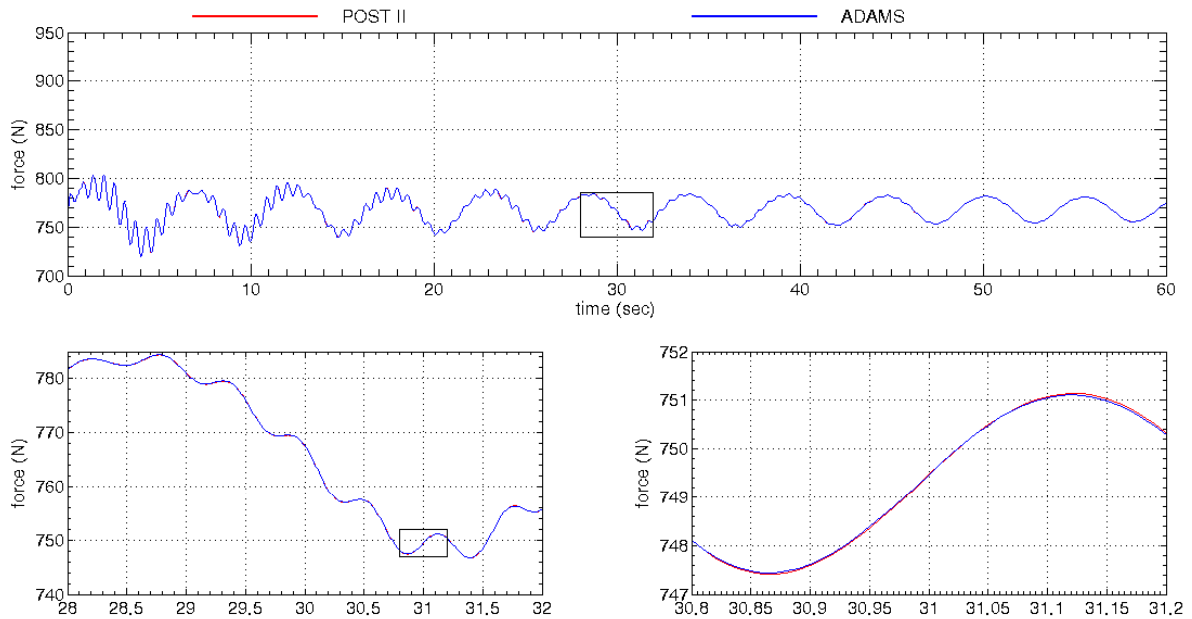 POST II ADAMS
950
900
850
800
750
700
force (N)
0 10 20 30 40 50 60
time (sec)
780
770
760
750
740
force (N)
28 28.5 29 29.5 30 30.5 31 31.5 32
752
751
750
749
748
747
force (N)
30.8 30.85 30.9 30.95 31 31.05 31.1 31.15 31.2